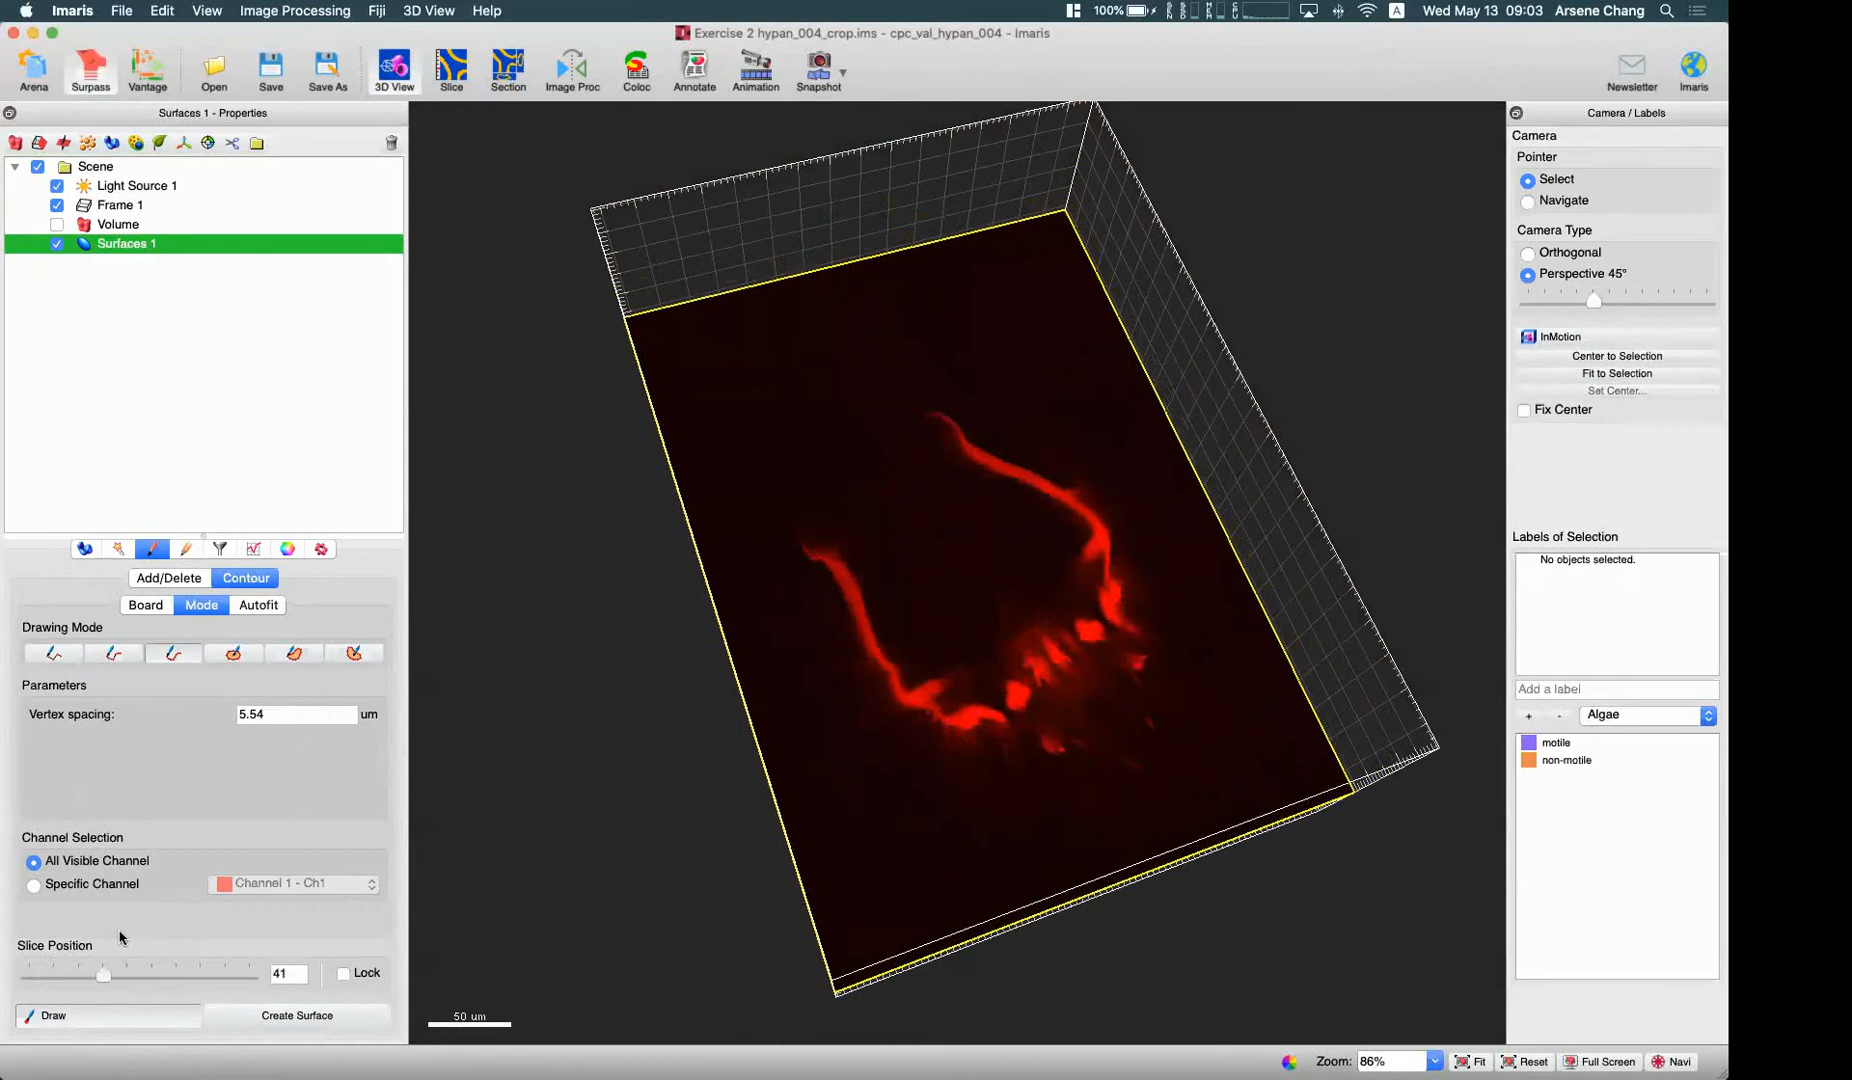 Imaris File Edit View Image Processing Fiji 3D View Help 100% A Wed May 13 09:03 Arsene Chang
Exercise 2 hypan_004_crop.ims - cpc_val_hypan_004 - Imaris
Arena Surpass Vantage Open Save Save As 3D View Slice Section Image Proc Coloc Annotate Animation Snapshot Newsletter Imaris
Surfaces 1 - Properties
Camera / Labels
Scene
Light Source 1
Frame 1
Volume
Surfaces 1
Camera
Pointer
Select
Navigate
Camera Type
Orthogonal
Perspective 45°
InMotion
Center to Selection
Fit to Selection
Set Center...
Fix Center
Labels of Selection
No objects selected.
Add a label
+ - Algae
motile
non-motile
Add/Delete Contour
Board Mode Autofit
Drawing Mode
Parameters
Vertex spacing: 5.54 um
Channel Selection
All Visible Channel
Specific Channel Channel 1 - Ch1
Slice Position
41 Lock
Draw Create Surface
50 um
Zoom: 86% Fit Reset Full Screen Navi